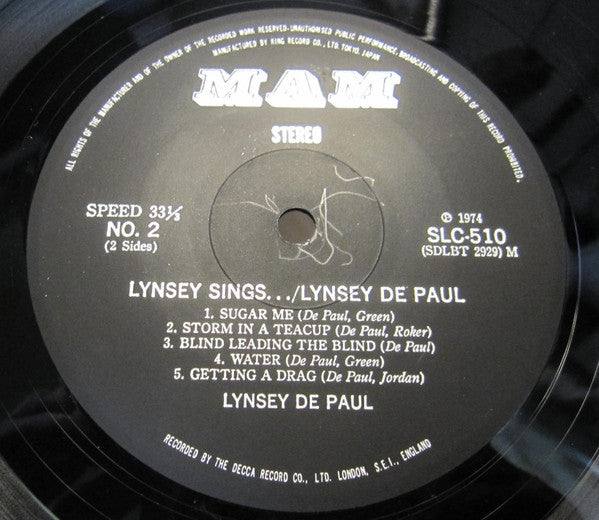 ALL RIGHTS OF THE MANUFACTURER AND OF THE OWNER OF THE RECORDED WORK RESERVED-UNAUTHORISED PUBLIC PERFORMANCE, BROADCASTING AND COPYING OF THIS RECORD PROHIBITED.
MANUFACTURED BY KING RECORD CO., LTD. TOKYO, JAPAN
MAM
STEREO
SPEED 33⅓
NO. 2
(2 Sides)
Ⓟ 1974
SLC-510
(SDLBT 2929) M
LYNSEY SINGS.../LYNSEY DE PAUL
1. SUGAR ME (De Paul, Green)
2. STORM IN A TEACUP (De Paul, Roker)
3. BLIND LEADING THE BLIND (De Paul)
4. WATER (De Paul, Green)
5. GETTING A DRAG (De Paul, Jordan)
LYNSEY DE PAUL
RECORDED BY THE DECCA RECORD CO., LTD. LONDON, S.E.I., ENGLAND